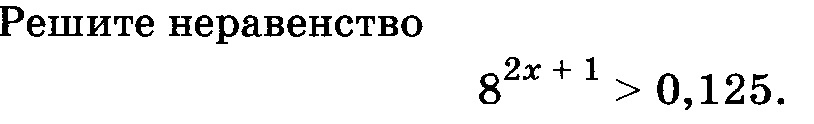 Решите неравенство
8^{2x + 1} > 0,125.